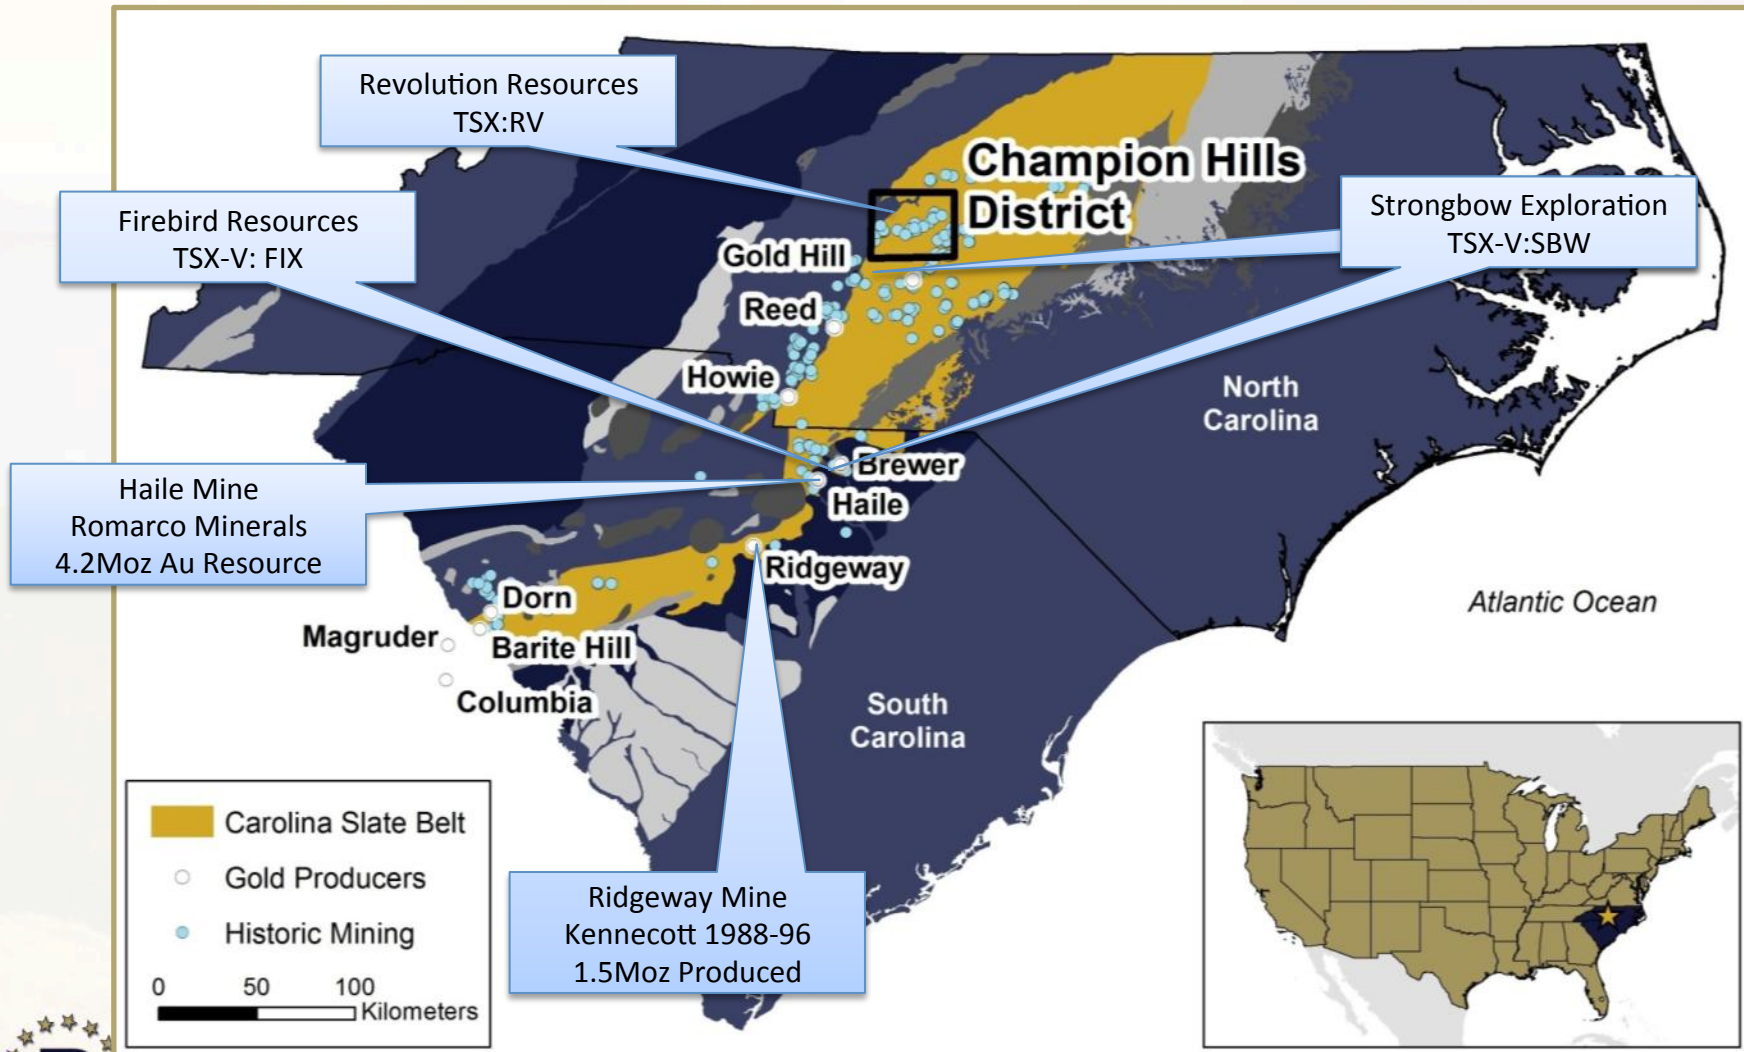 Revolution Resources
TSX:RV
Champion Hills
District
Firebird Resources
TSX-V: FIX
Strongbow Exploration
TSX-V:SBW
Gold Hill
Reed
Howie
North
Carolina
Brewer
Haile
Haile Mine
Romarco Minerals
4.2Moz Au Resource
Ridgeway
Dorn
Magruder
Barite Hill
Columbia
Atlantic Ocean
South
Carolina
Carolina Slate Belt
Gold Producers
Historic Mining
0 50 100
Kilometers
Ridgeway Mine
Kennecott 1988-96
1.5Moz Produced